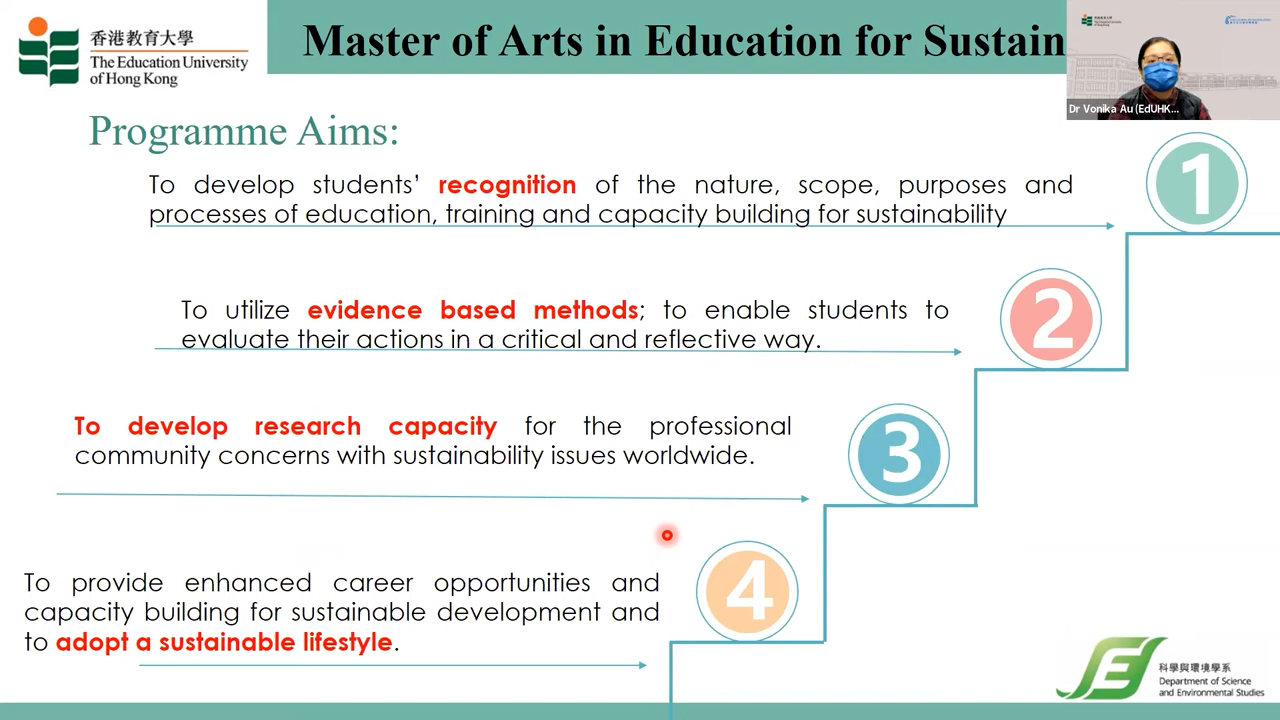 香港教育大學
The Education University
of Hong Kong
Master of Arts in Education for Sustain
Dr Vonika Au (EdUHK...
Programme Aims:
To develop students' recognition of the nature, scope, purposes and
processes of education, training and capacity building for sustainability
1
To utilize evidence based methods; to enable students to
evaluate their actions in a critical and reflective way.
2
To develop research capacity for the professional
community concerns with sustainability issues worldwide.
3
To provide enhanced career opportunities and
capacity building for sustainable development and
to adopt a sustainable lifestyle.
4
科學與環境學系
Department of Science
and Environmental Studies